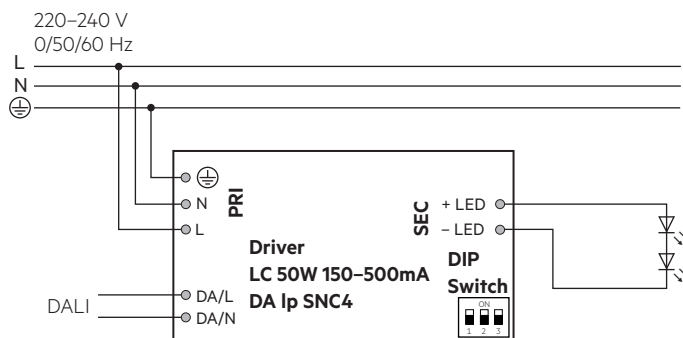 220–240 V
0/50/60 Hz
L
N
PRI
N
L
SEC
+ LED
– LED
Driver
LC 50W 150–500mA
DA lp SNC4
DIP
Switch
ON
1 2 3
DALI
DA/L
DA/N